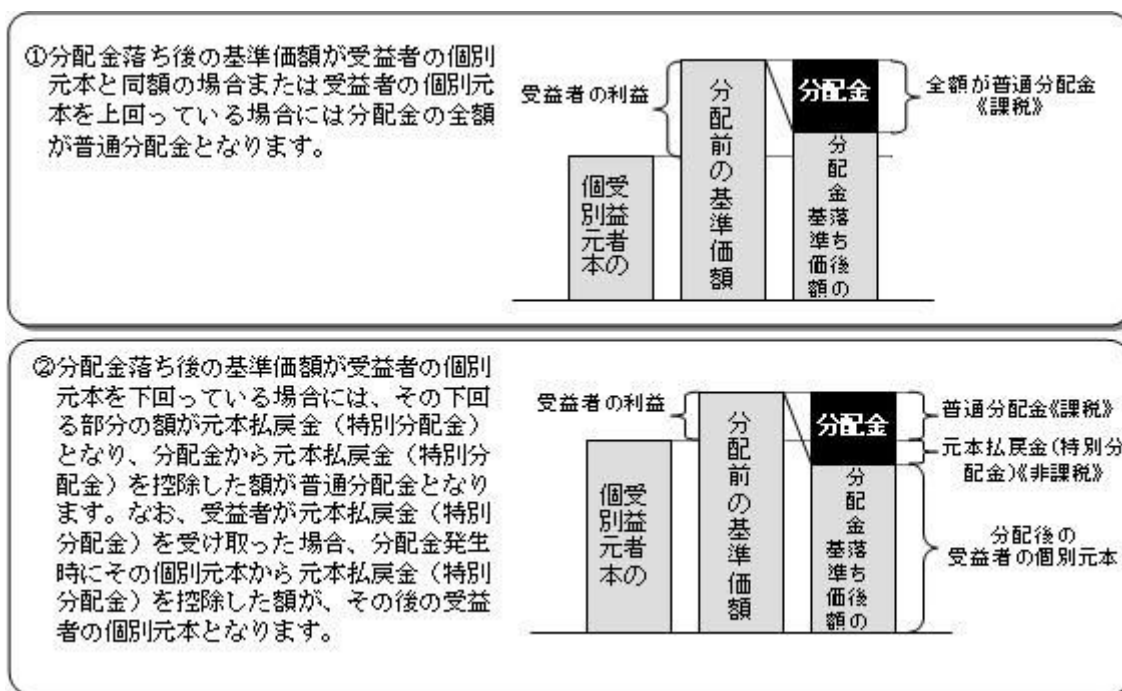 ①分配金落ち後の基準価額が受益者の個別
元本と同額の場合または受益者の個別元
本を上回っている場合には分配金の全額
が普通分配金となります。
受益者の利益
受益者の
個別元本
分配前の基準価額
分配金
分配金落ち後の
基準価額
全額が普通分配金
《課税》
②分配金落ち後の基準価額が受益者の個別
元本を下回っている場合には、その下回
る部分の額が元本払戻金（特別分配金）
となり、分配金から元本払戻金（特別分
配金）を控除した額が普通分配金となり
ます。なお、受益者が元本払戻金（特別
分配金）を受け取った場合、分配金発生
時にその個別元本から元本払戻金（特別
分配金）を控除した額が、その後の受益
者の個別元本となります。
受益者の利益
受益者の
個別元本
分配前の基準価額
分配金
分配金落ち後の
基準価額
普通分配金《課税》
元本払戻金(特別分
配金)《非課税》
分配後の
受益者の個別元本